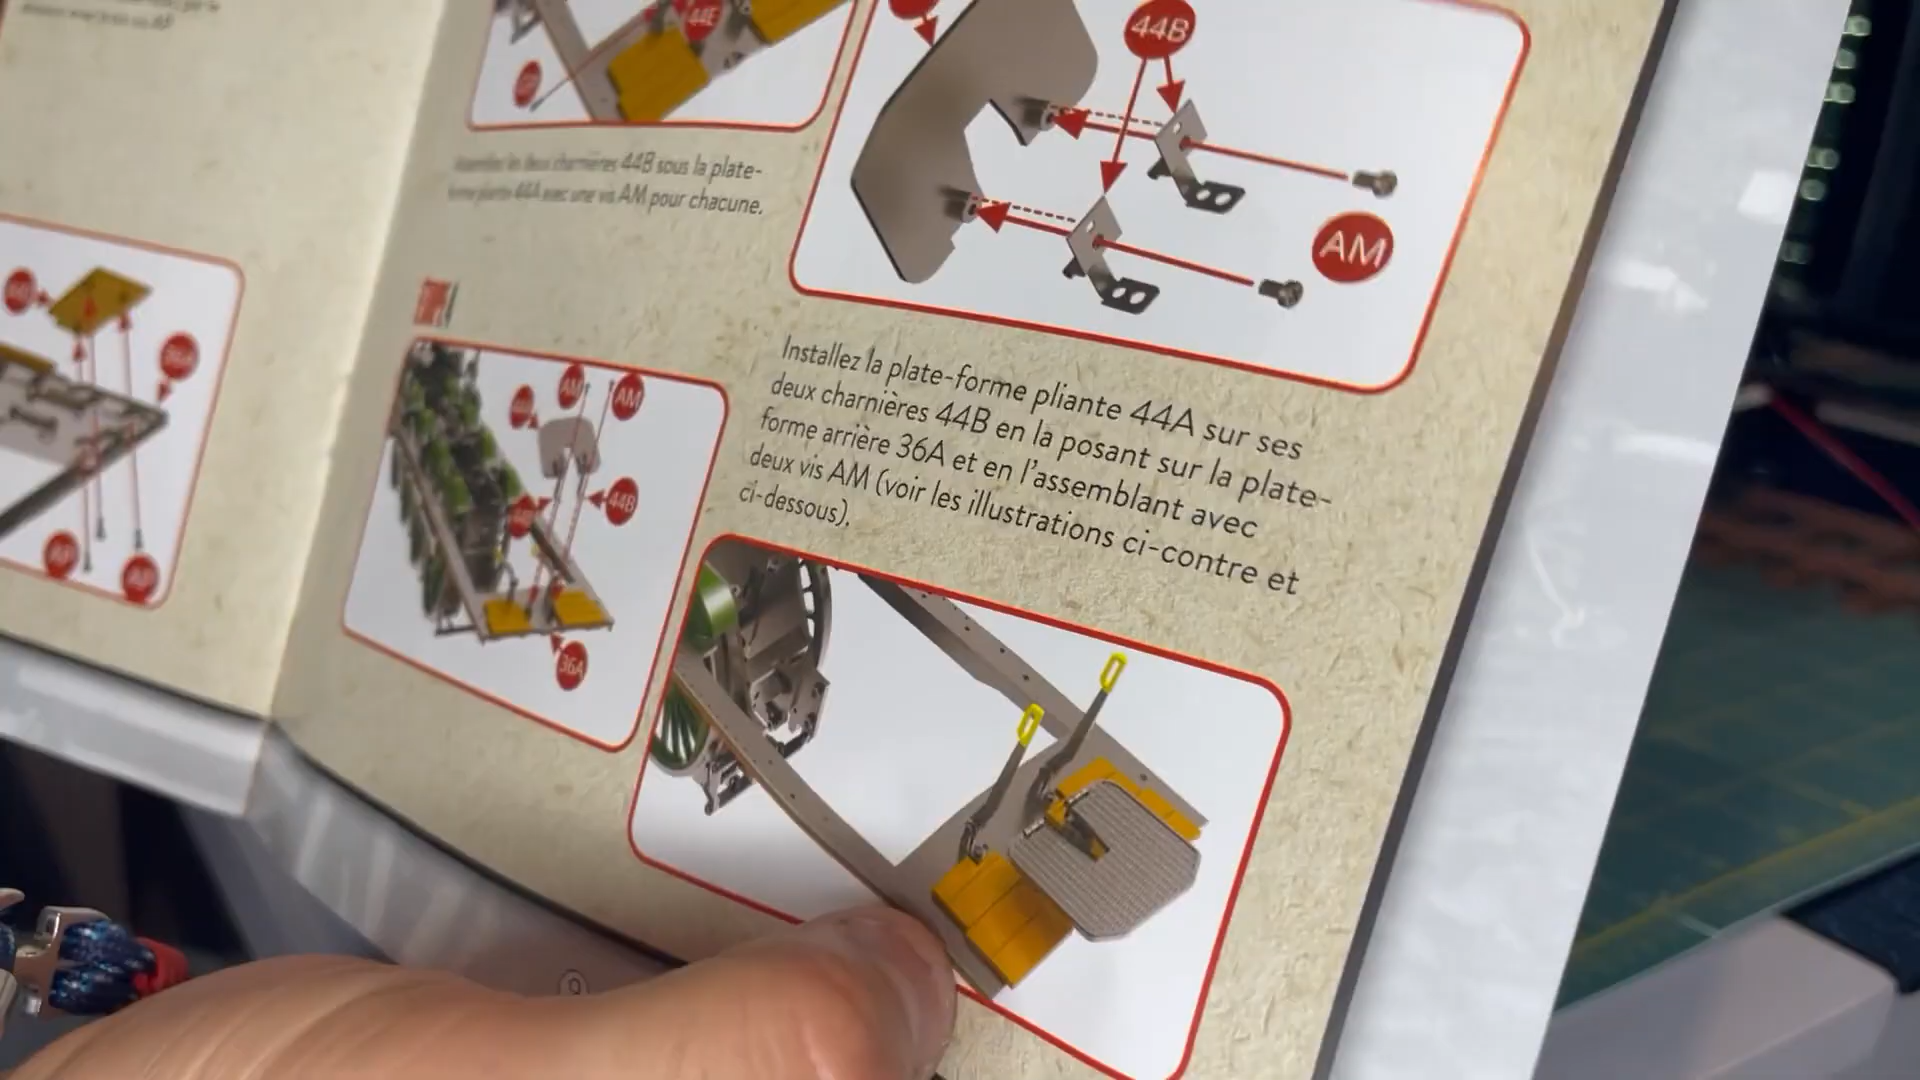 44E
44B
AM
Assemblez les deux charnières 44B sous la plate-
forme pliante 44A avec une vis AM pour chacune.
Installez la plate-forme pliante 44A sur ses
deux charnières 44B en la posant sur la plate-
forme arrière 36A et en l'assemblant avec
deux vis AM (voir les illustrations ci-contre et
ci-dessous).
AM
AM
44B
36A
9